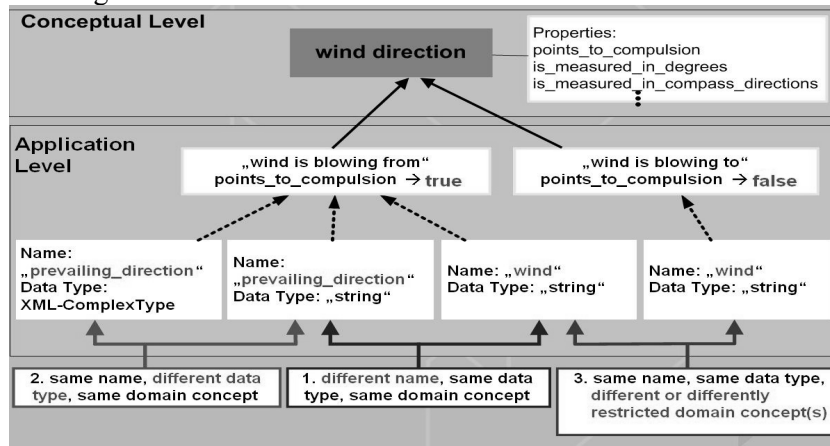 Conceptual Level
wind direction
Properties:
points_to_compulsion
is_measured_in_degrees
is_measured_in_compass_directions
Application
Level
„wind is blowing from“
points_to_compulsion → true
„wind is blowing to“
points_to_compulsion → false
Name:
„prevailing_direction“
Data Type:
XML-ComplexType
Name:
„prevailing_direction“
Data Type: „string“
Name: „wind“
Data Type: „string“
Name: „wind“
Data Type: „string“
2. same name, different data
type, same domain concept
1. different name, same data
type, same domain concept
3. same name, same data type,
different or differently
restricted domain concept(s)